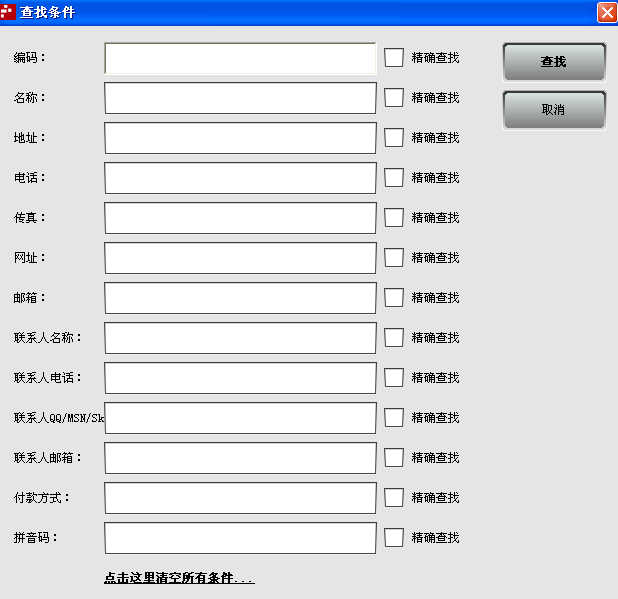 查找条件
编码： 精确查找 查找
名称： 精确查找 取消
地址： 精确查找
电话： 精确查找
传真： 精确查找
网址： 精确查找
邮箱： 精确查找
联系人名称： 精确查找
联系人电话： 精确查找
联系人QQ/MSN/Sk 精确查找
联系人邮箱： 精确查找
付款方式： 精确查找
拼音码： 精确查找
点击这里清空所有条件...